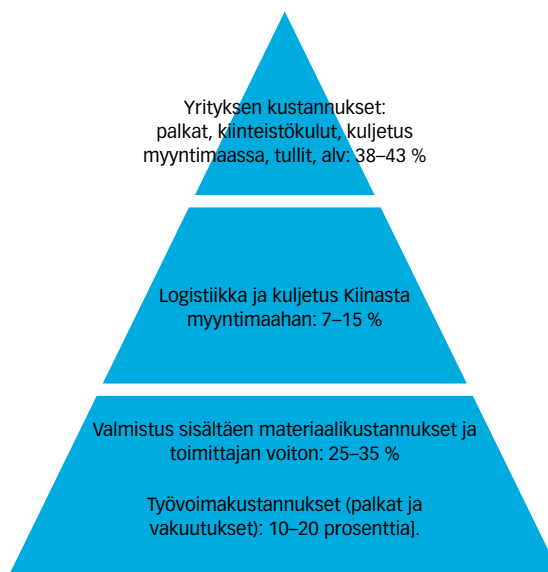 Yrityksen kustannukset:
palkat, kiinteistökulut, kuljetus
myyntimaassa, tullit, alv: 38–43 %
Logistiikka ja kuljetus Kiinasta
myyntimaahan: 7–15 %
Valmistus sisältäen materiaalikustannukset ja
toimittajan voiton: 25–35 %
Työvoimakustannukset (palkat ja
vakuutukset): 10–20 prosenttia].